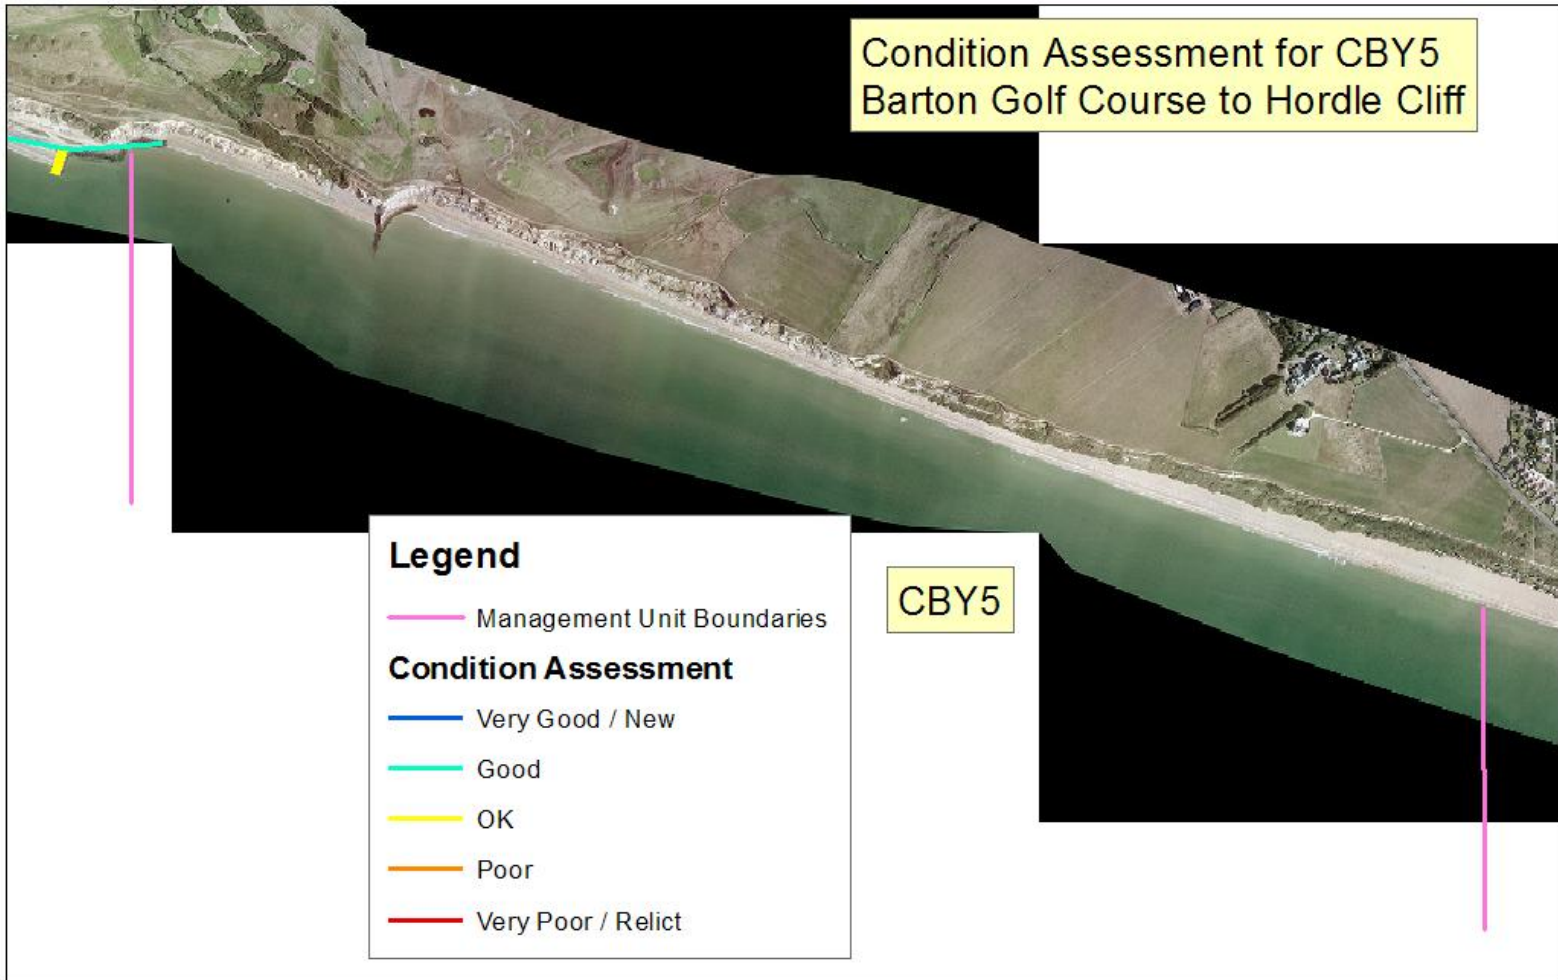 Condition Assessment for CBY5
Barton Golf Course to Hordle Cliff
Legend
Management Unit Boundaries
Condition Assessment
Very Good / New
Good
OK
Poor
Very Poor / Relict
CBY5